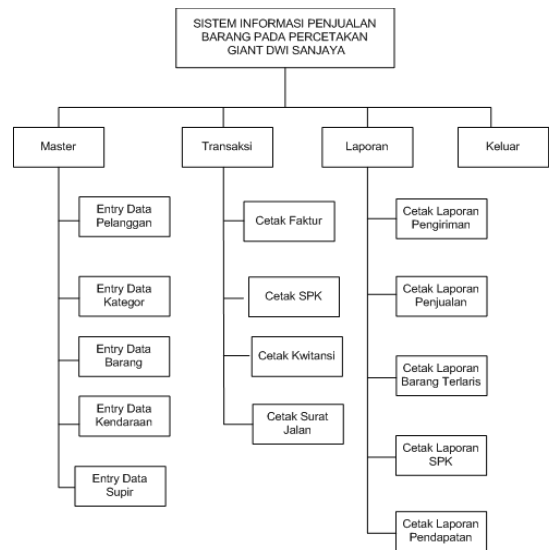 SISTEM INFORMASI PENJUALAN
BARANG PADA PERCETAKAN
GIANT DWI SANJAYA
Master
Transaksi
Laporan
Keluar
Entry Data
Pelanggan
Entry Data
Kategor
Entry Data
Barang
Entry Data
Kendaraan
Entry Data
Supir
Cetak Faktur
Cetak SPK
Cetak Kwitansi
Cetak Surat
Jalan
Cetak Laporan
Pengiriman
Cetak Laporan
Penjualan
Cetak Laporan
Barang Terlaris
Cetak Laporan
SPK
Cetak Laporan
Pendapatan